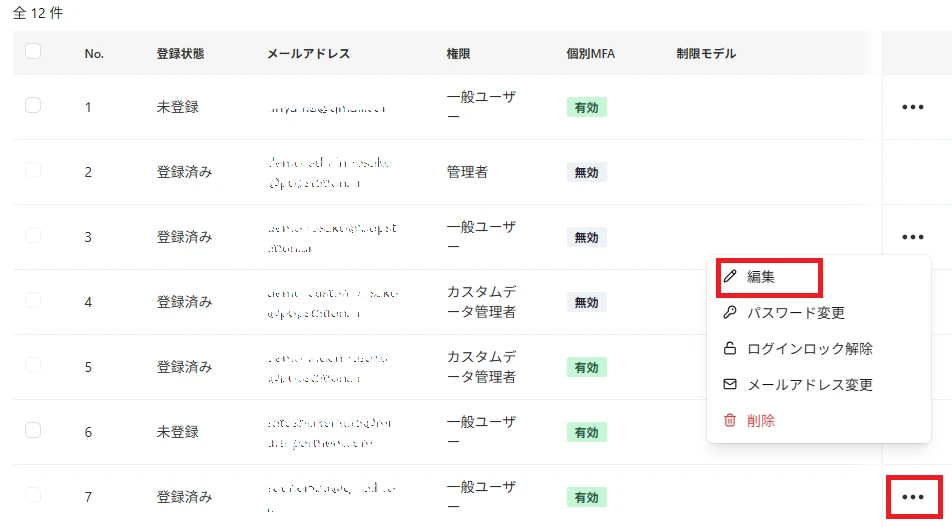 全 12 件
No. 登録状態 メールアドレス 権限 個別MFA 制限モデル
1 未登録 一般ユーザ 有効 •••
ー
2 登録済み 管理者 無効
3 登録済み 一般ユーザ 無効 •••
ー
編集
4 登録済み カスタムデ 無効
ータ管理者
パスワード変更
ログインロック解除
5 登録済み カスタムデ 有効
ータ管理者
メールアドレス変更
削除
6 未登録 一般ユーザ 有効
ー
7 登録済み 一般ユーザ 有効 •••
ー